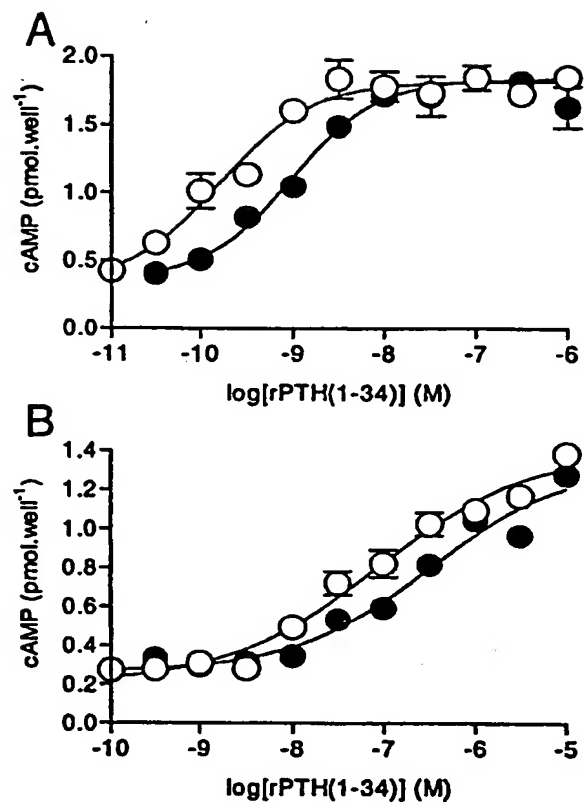 A
2.0
1.5
1.0
0.5
0.0
cAMP (pmol.well⁻¹)
-11 -10 -9 -8 -7 -6
log[rPTH(1-34)] (M)
B
1.4
1.2
1.0
0.8
0.6
0.4
0.2
0.0
cAMP (pmol.well⁻¹)
-10 -9 -8 -7 -6 -5
log[rPTH(1-34)] (M)